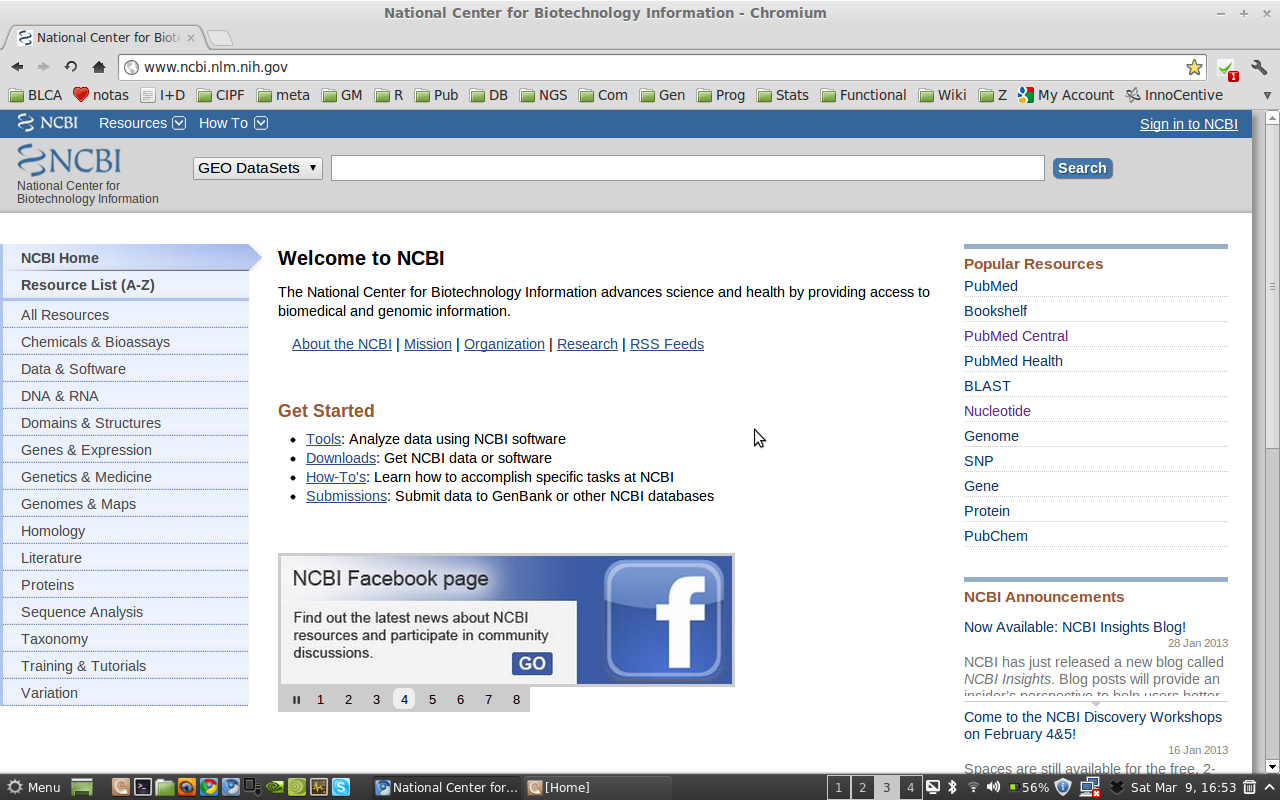 National Center for Biotechnology Information - Chromium
National Center for Biote
www.ncbi.nlm.nih.gov
1
BLCA notas I+D CIPF meta GM R Pub DB NGS Com Gen Prog Stats Functional Wiki Z My Account InnoCentive
NCBI Resources How To Sign in to NCBI
NCBI
National Center for
Biotechnology Information
GEO DataSets Search
NCBI Home
Resource List (A-Z)
All Resources
Chemicals & Bioassays
Data & Software
DNA & RNA
Domains & Structures
Genes & Expression
Genetics & Medicine
Genomes & Maps
Homology
Literature
Proteins
Sequence Analysis
Taxonomy
Training & Tutorials
Variation
Welcome to NCBI
The National Center for Biotechnology Information advances science and health by providing access to
biomedical and genomic information.
About the NCBI | Mission | Organization | Research | RSS Feeds
Get Started
Tools: Analyze data using NCBI software
Downloads: Get NCBI data or software
How-To's: Learn how to accomplish specific tasks at NCBI
Submissions: Submit data to GenBank or other NCBI databases
NCBI Facebook page
Find out the latest news about NCBI
resources and participate in community
discussions.
GO
f
1 2 3 4 5 6 7 8
Popular Resources
PubMed
Bookshelf
PubMed Central
PubMed Health
BLAST
Nucleotide
Genome
SNP
Gene
Protein
PubChem
NCBI Announcements
Now Available: NCBI Insights Blog!
28 Jan 2013
NCBI has just released a new blog called
NCBI Insights. Blog posts will provide an
insider's perspective to help users better
Come to the NCBI Discovery Workshops
on February 4&5!
16 Jan 2013
Spaces are still available for the free, 2-
Menu National Center for... [Home] 1 2 3 4 56% Sat Mar 9, 16:53